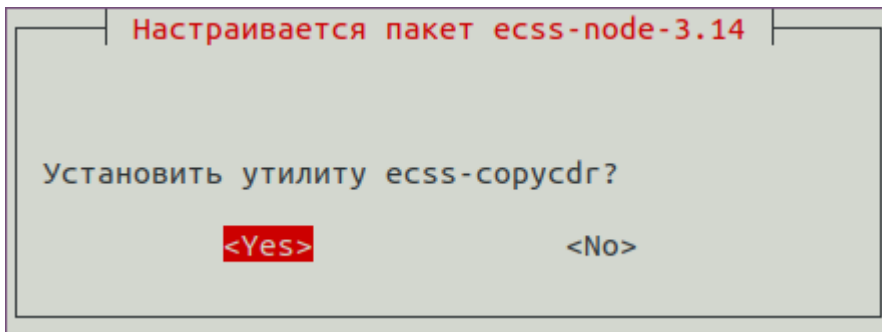 Настраивается пакет ecss-node-3.14
Установить утилиту ecss-copycdr?
<Yes> <No>